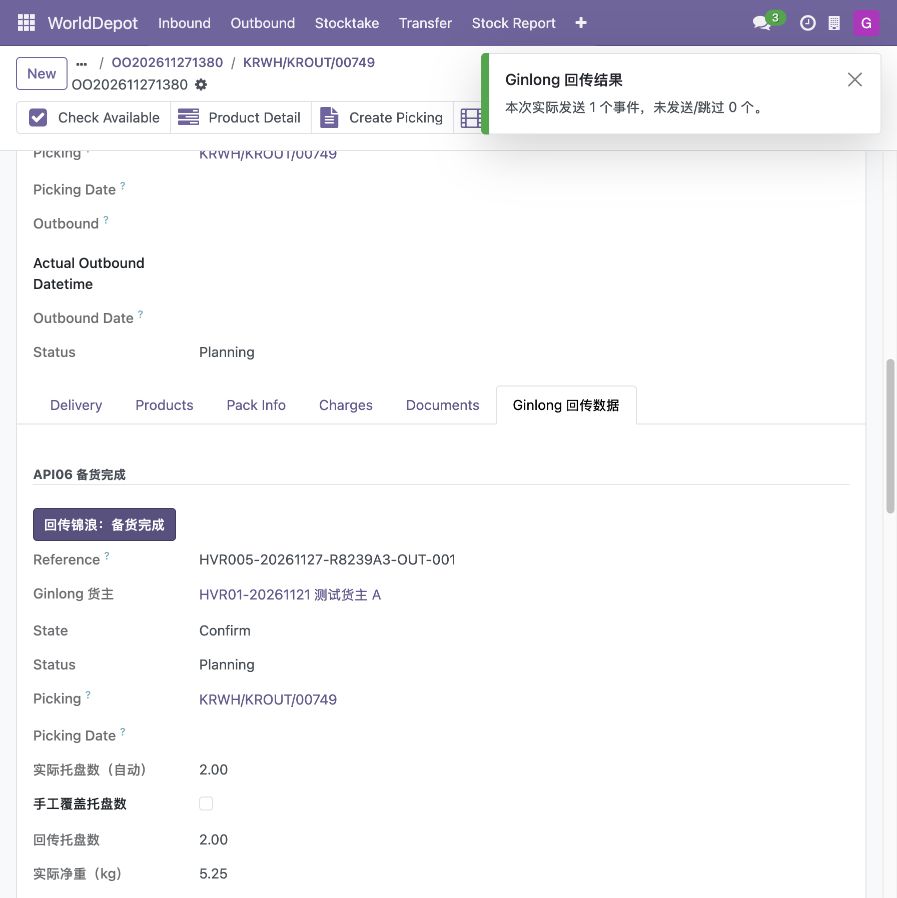 WorldDepot Inbound Outbound Stocktake Transfer Stock Report + 3 G
New ... / OO202611271380 / KRWH/KROUT/00749
OO202611271380
Ginlong 回传结果
本次实际发送 1 个事件，未发送/跳过 0 个。
Check Available Product Detail Create Picking
Picking ? KRWH/KROUT/00749
Picking Date ?
Outbound ?
Actual Outbound
Datetime
Outbound Date ?
Status Planning
Delivery Products Pack Info Charges Documents Ginlong 回传数据
API06 备货完成
回传锦浪：备货完成
Reference ? HVR005-20261127-R8239A3-OUT-001
Ginlong 货主 HVR01-20261121 测试货主 A
State Confirm
Status Planning
Picking ? KRWH/KROUT/00749
Picking Date ?
实际托盘数（自动） 2.00
手工覆盖托盘数
回传托盘数 2.00
实际净重（kg） 5.25